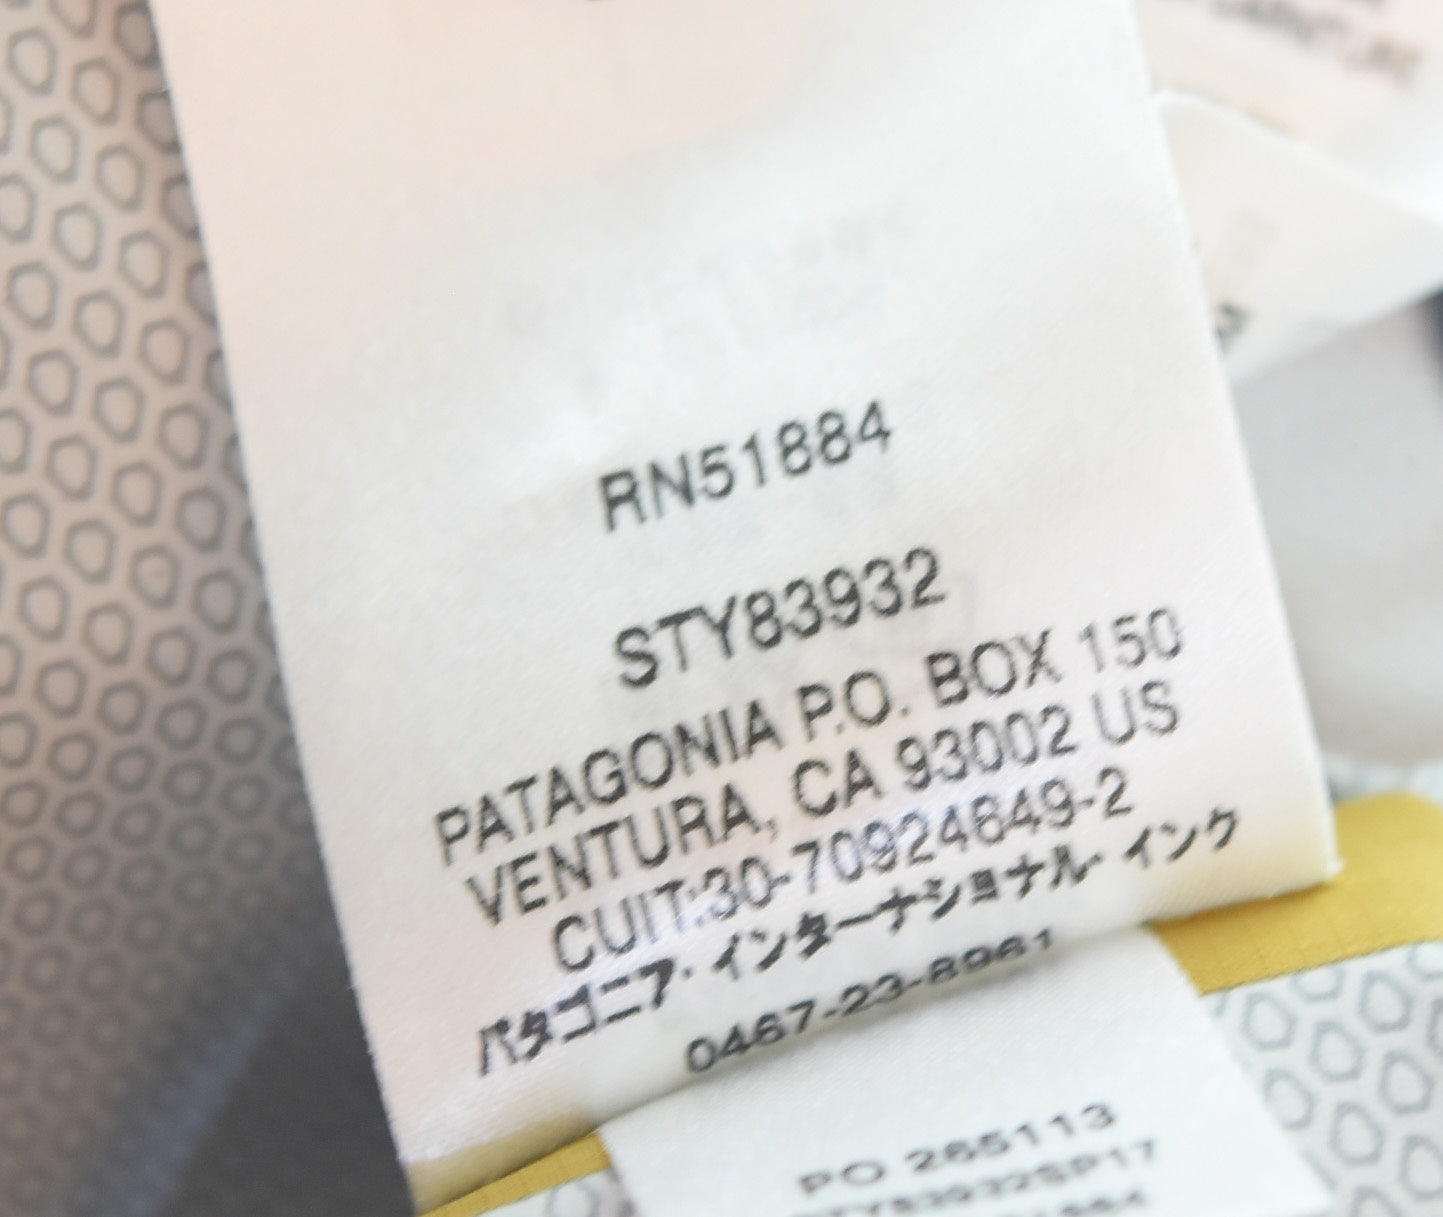 RN51884
STY83932
PATAGONIA P.O. BOX 150
VENTURA, CA 93002 US
CUIT:30-70924649-2
パタゴニア・インターナショナル・インク
0467-23-8961
PO 265113
STY83932SP17